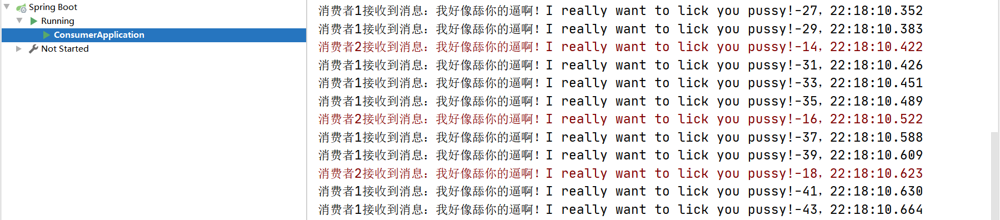 Spring Boot
Running
ConsumerApplication
Not Started
消费者1接收到消息：我好像舔你的逼啊！I really want to lick you pussy!-27，22:18:10.352
消费者1接收到消息：我好像舔你的逼啊！I really want to lick you pussy!-29，22:18:10.383
消费者2接收到消息：我好像舔你的逼啊！I really want to lick you pussy!-14，22:18:10.422
消费者1接收到消息：我好像舔你的逼啊！I really want to lick you pussy!-31，22:18:10.426
消费者1接收到消息：我好像舔你的逼啊！I really want to lick you pussy!-33，22:18:10.451
消费者1接收到消息：我好像舔你的逼啊！I really want to lick you pussy!-35，22:18:10.489
消费者2接收到消息：我好像舔你的逼啊！I really want to lick you pussy!-16，22:18:10.522
消费者1接收到消息：我好像舔你的逼啊！I really want to lick you pussy!-37，22:18:10.588
消费者1接收到消息：我好像舔你的逼啊！I really want to lick you pussy!-39，22:18:10.609
消费者2接收到消息：我好像舔你的逼啊！I really want to lick you pussy!-18，22:18:10.623
消费者1接收到消息：我好像舔你的逼啊！I really want to lick you pussy!-41，22:18:10.630
消费者1接收到消息：我好像舔你的逼啊！I really want to lick you pussy!-43，22:18:10.664